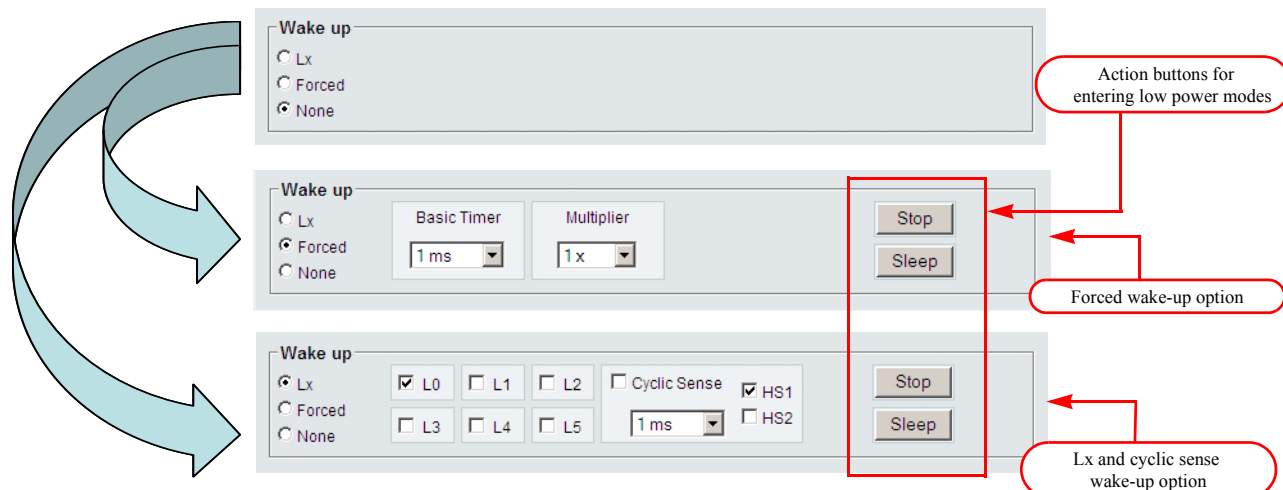 Wake up
Lx
Forced
None
Action buttons for
entering low power modes
Wake up
Lx
Forced
None
Basic Timer
1 ms
Multiplier
1 x
Stop
Sleep
Forced wake-up option
Wake up
Lx
Forced
None
L0 L1 L2
L3 L4 L5
Cyclic Sense
1 ms
HS1
HS2
Stop
Sleep
Lx and cyclic sense
wake-up option